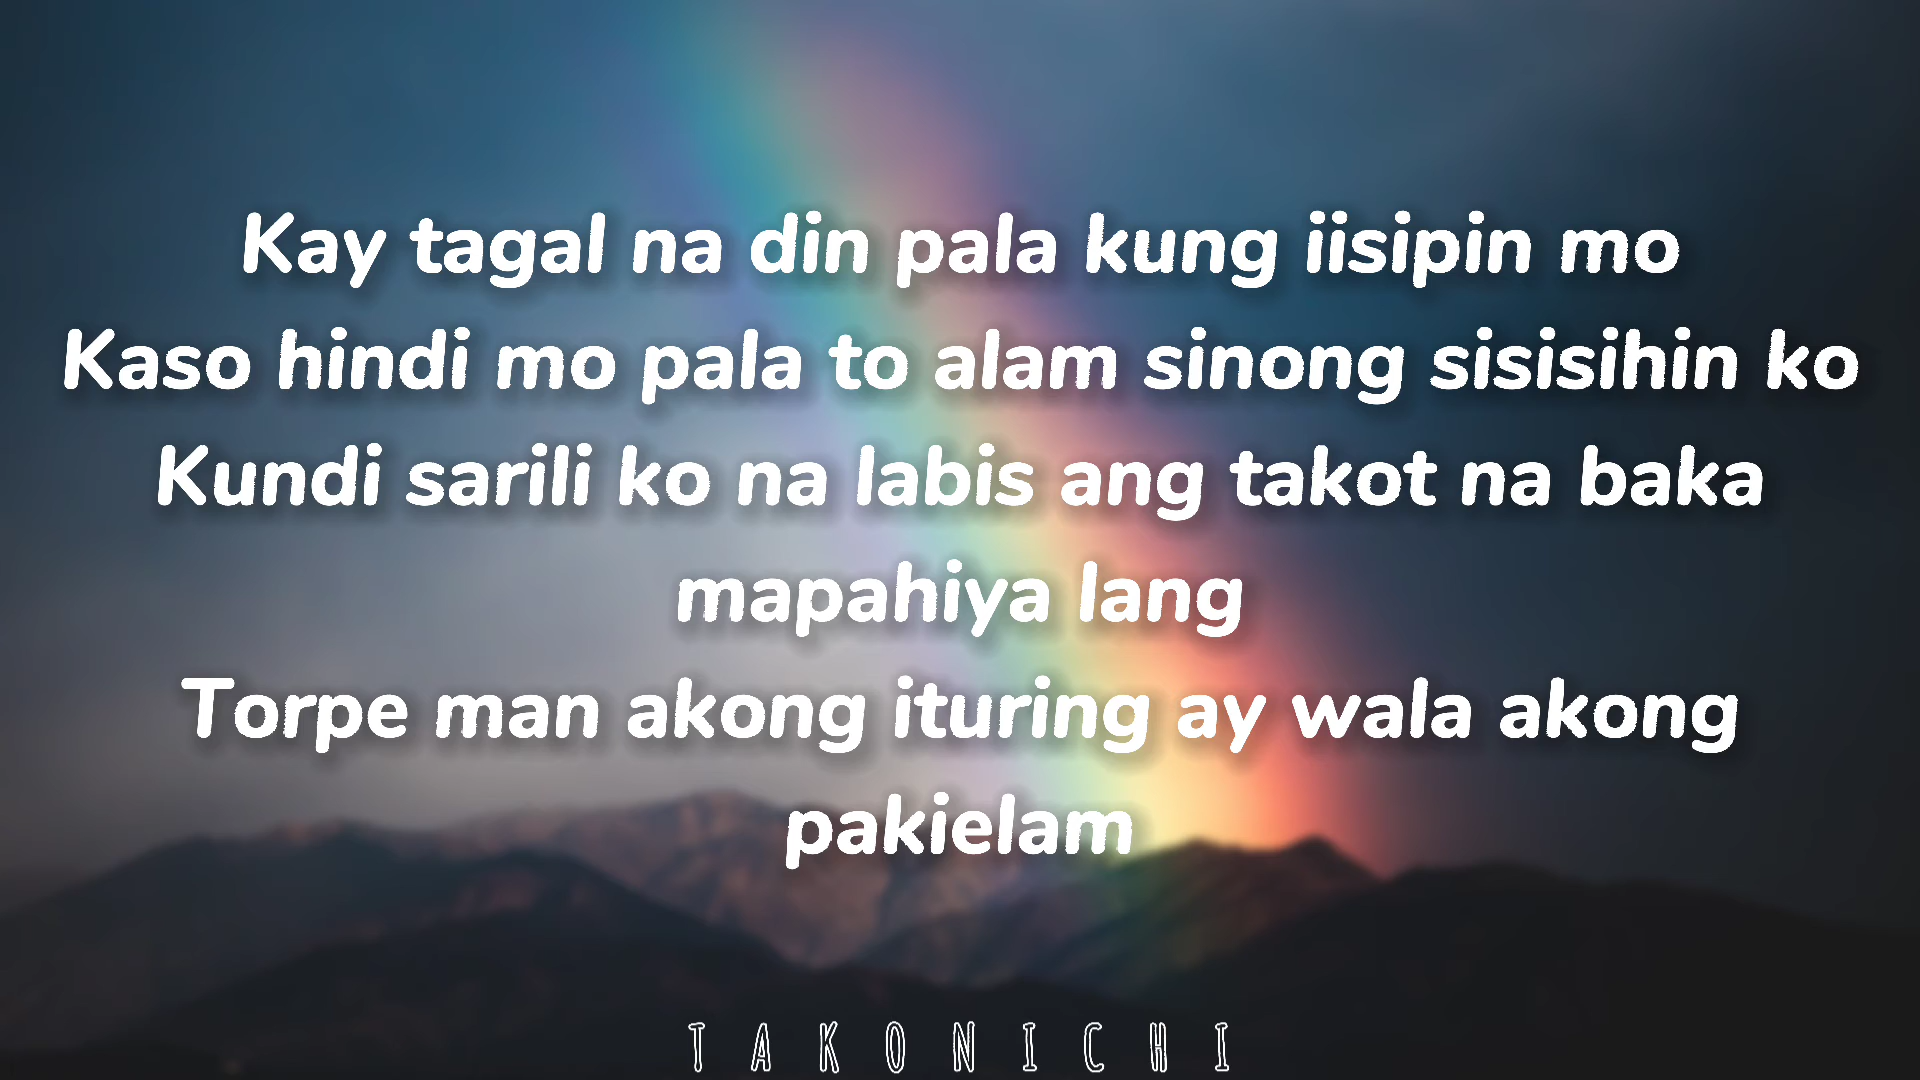 Kay tagal na din pala kung iisipin mo
Kaso hindi mo pala to alam sinong sisisihin ko
Kundi sarili ko na labis ang takot na baka
mapahiya lang
Torpe man akong ituring ay wala akong
pakielam
TAKONICHI